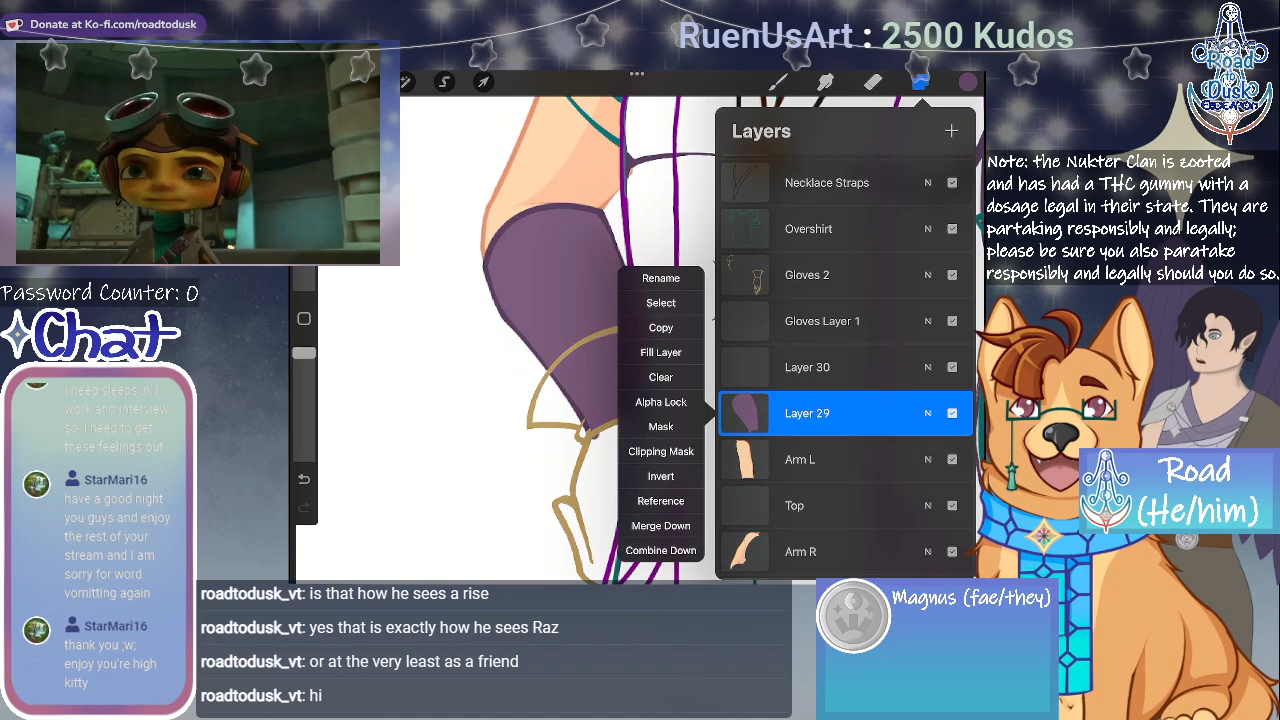 Donate at Ko-fi.com/roadtodusk
RuenUsArt : 2500 Kudos
Road
to
Dusk
Layers
Necklace Straps
N
Overshirt
N
Gloves 2
N
Gloves Layer 1
N
Layer 30
N
Layer 29
N
Arm L
N
Top
N
Arm R
N
Rename
Select
Copy
Fill Layer
Clear
Alpha Lock
Mask
Clipping Mask
Invert
Reference
Merge Down
Combine Down
Note: the Nukter Clan is zooted
and has had a THC gummy with a
dosage legal in their state. They are
partaking responsibly and legally;
please be sure you also paratake
responsibly and legally should you do so.
Password Counter: 0
Chat
work and interview
so I need to get
these feelings out
StarMari16
have a good night
you guys and enjoy
the rest of your
stream and I am
sorry for word
vomitting again
StarMari16
thank you ;w;
enjoy you're high
kitty
roadtodusk_vt: is that how he sees a rise
roadtodusk_vt: yes that is exactly how he sees Raz
roadtodusk_vt: or at the very least as a friend
roadtodusk_vt: hi
Road
(He/him)
Magnus (fae/they)